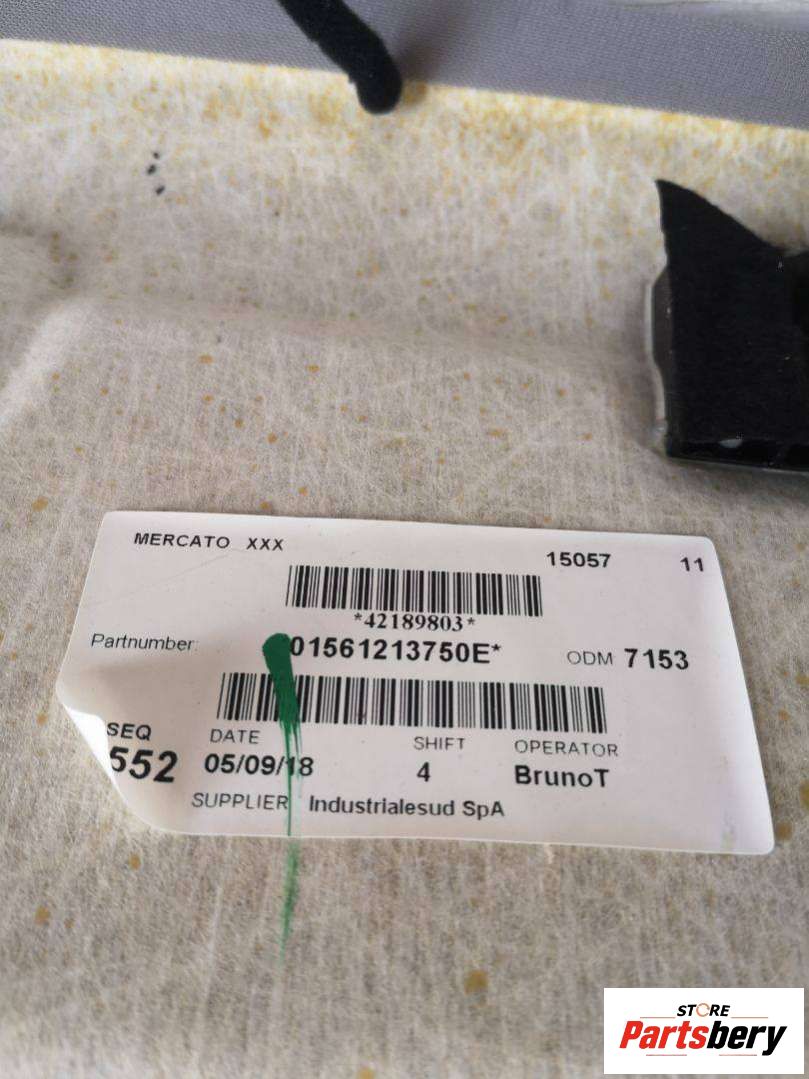 MERCATO XXX
15057 11
*42189803*
Partnumber: 01561213750E*
ODM 7153
SEQ DATE SHIFT OPERATOR
552 05/09/18 4 BrunoT
SUPPLIER Industrialesud SpA
STORE
Partsbery